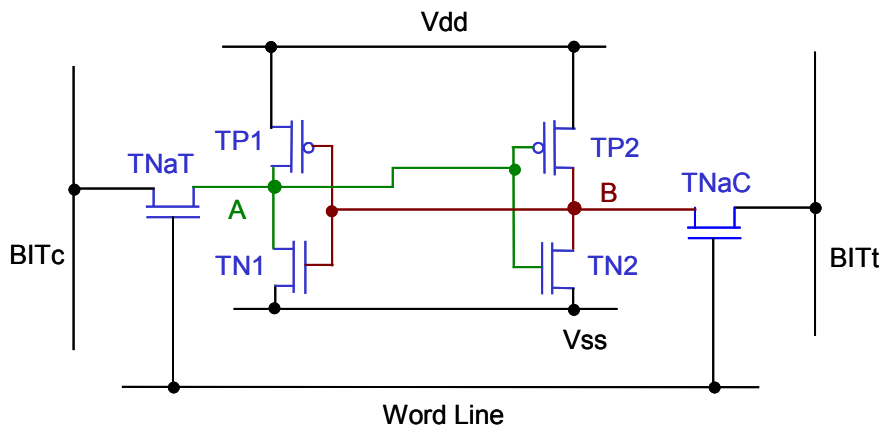 Vdd
TP1
TP2
TNaT
TNaC
A
B
BITc
TN1
TN2
BITt
Vss
Word Line